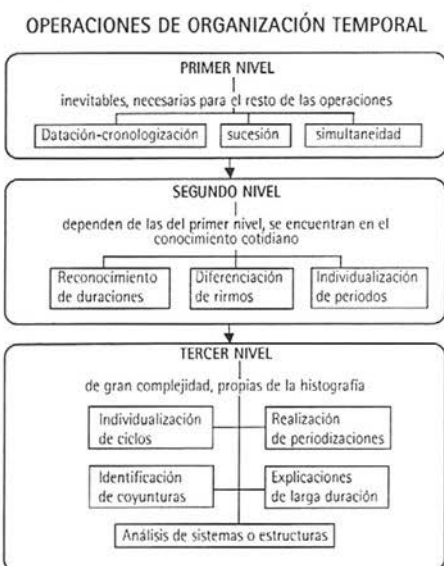 OPERACIONES DE ORGANIZACIÓN TEMPORAL
PRIMER NIVEL
inevitables, necesarias para el resto de las operaciones
Datación-cronologización sucesión simultaneidad
SEGUNDO NIVEL
dependen de las del primer nivel, se encuentran en el
conocimiento cotidiano
Reconocimiento
de duraciones
Diferenciación
de rirmos
Individualización
de periodos
TERCER NIVEL
de gran complejidad, propias de la histografía
Individualización
de ciclos
Realización
de periodizaciones
Identificación
de coyunturas
Explicaciones
de larga duración
Análisis de sistemas o estructuras